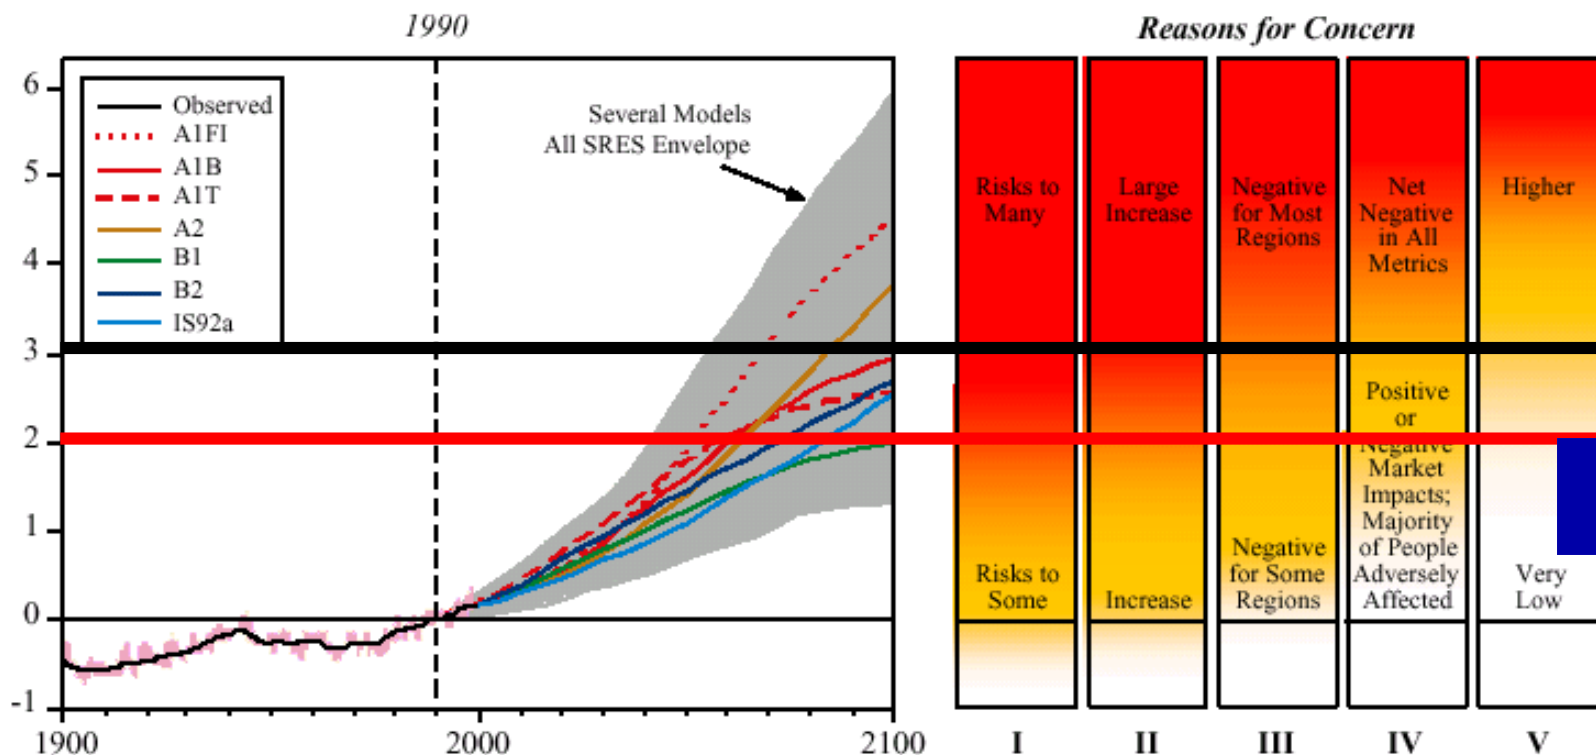 1990
Reasons for Concern
6
5
4
3
2
1
0
-1
Observed
A1FI
A1B
A1T
A2
B1
B2
IS92a
Several Models
All SRES Envelope
1900
2000
2100
Risks to
Many
Risks to
Some
I
Large
Increase
Increase
II
Negative
for Most
Regions
Negative
for Some
Regions
III
Net
Negative
in All
Metrics
Positive
or
Negative
Market
Impacts;
Majority
of People
Adversely
Affected
IV
Higher
Very
Low
V